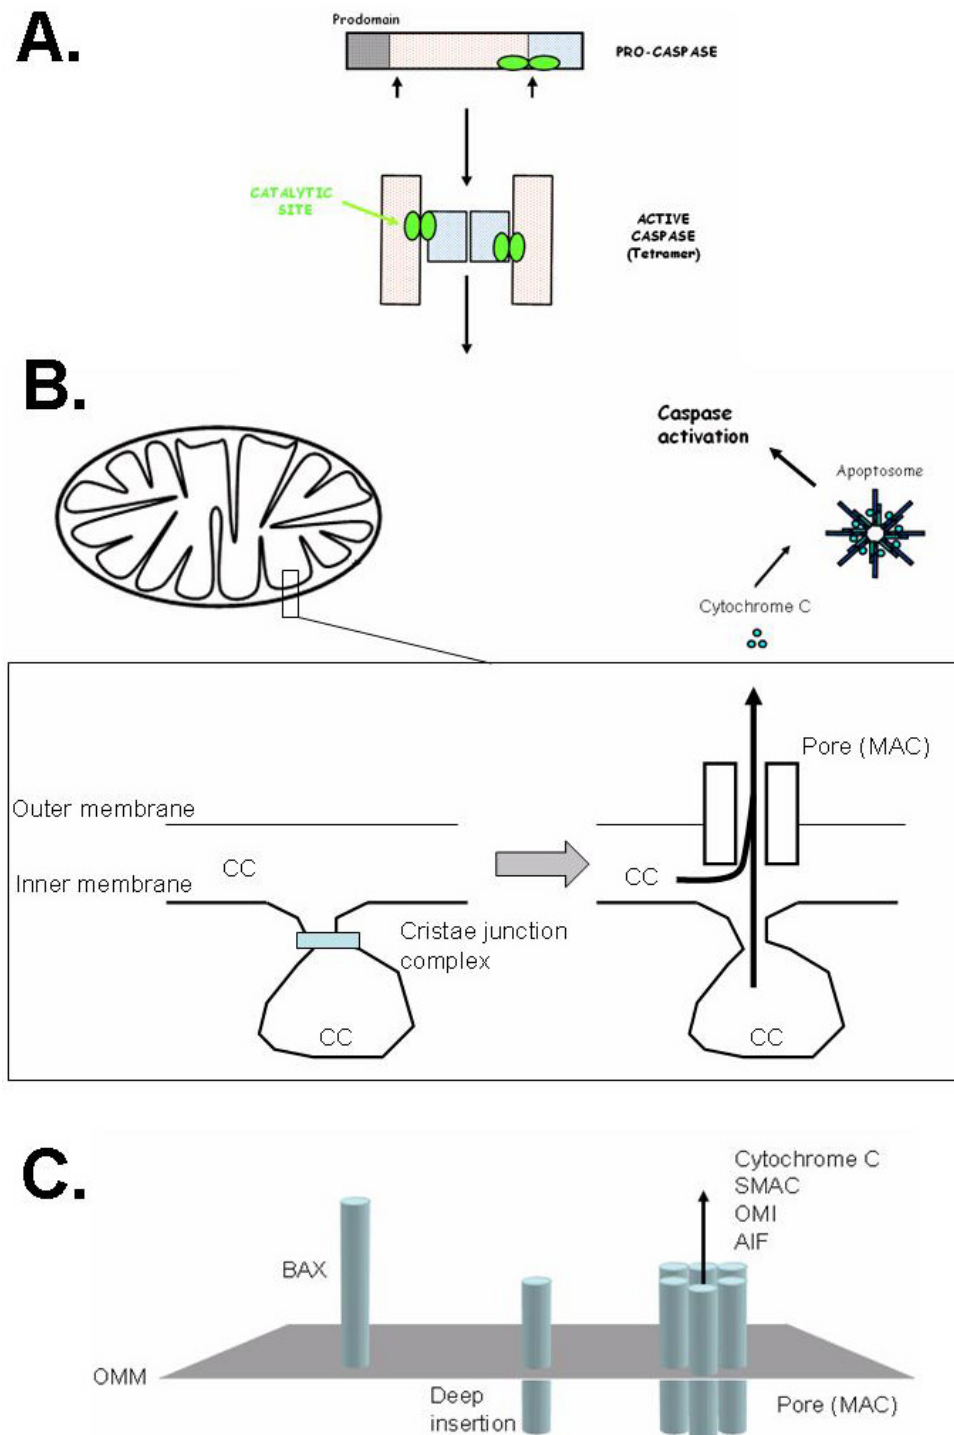 A.
Prodomain
PRO-CASPASE
CATALYTIC
SITE
ACTIVE
CASPASE
(Tetramer)
B.
Caspase
activation
Apoptosome
Cytochrome C
Pore (MAC)
Outer membrane
CC
Inner membrane
Cristae junction
complex
CC
CC
CC
C.
Cytochrome C
SMAC
OMI
AIF
BAX
OMM
Deep
insertion
Pore (MAC)